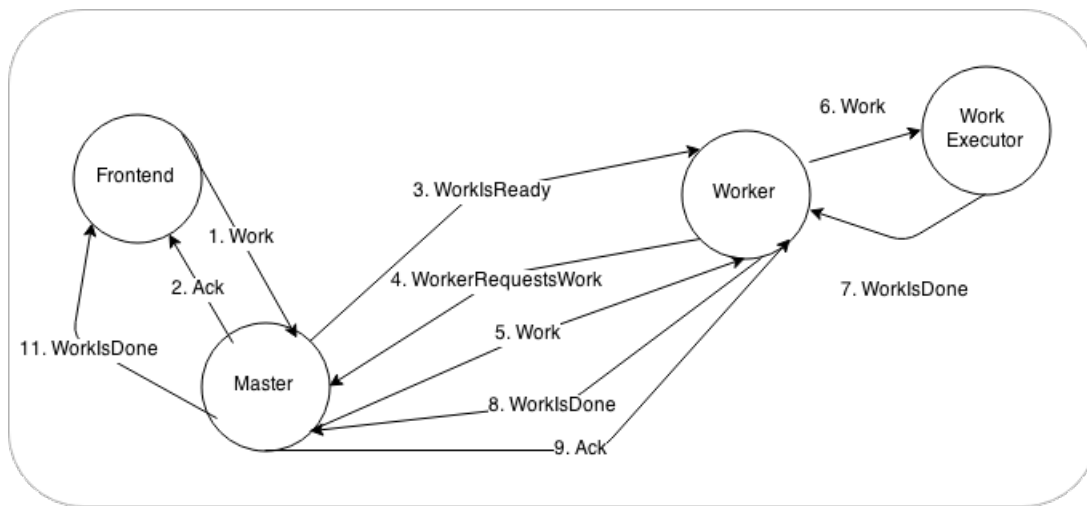 Frontend
1. Work
2. Ack
11. WorkIsDone
Master
3. WorkIsReady
4. WorkerRequestsWork
5. Work
8. WorkIsDone
9. Ack
Worker
6. Work
Work
Executor
7. WorkIsDone